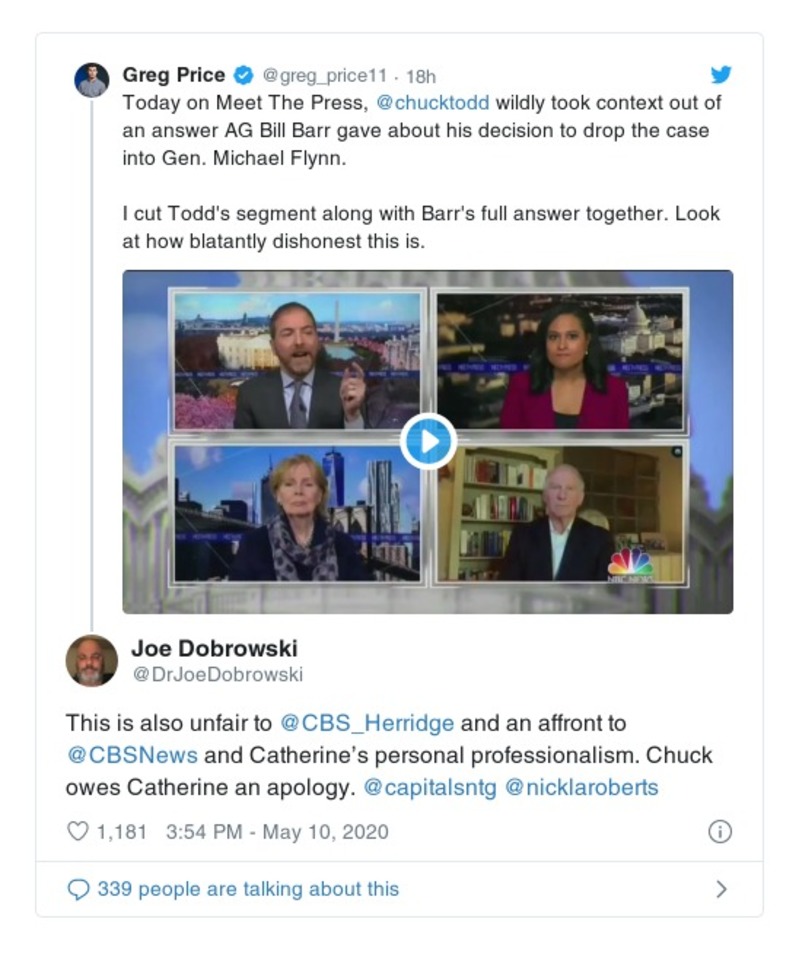 Greg Price @greg_price11 · 18h
Today on Meet The Press, @chucktodd wildly took context out of
an answer AG Bill Barr gave about his decision to drop the case
into Gen. Michael Flynn.
I cut Todd's segment along with Barr's full answer together. Look
at how blatantly dishonest this is.
NBC NEWS
Joe Dobrowski
@DrJoeDobrowski
This is also unfair to @CBS_Herridge and an affront to
@CBSNews and Catherine’s personal professionalism. Chuck
owes Catherine an apology. @capitalsntg @nicklaroberts
1,181 3:54 PM - May 10, 2020
339 people are talking about this